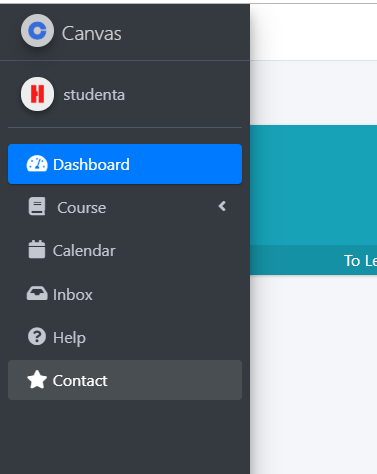 Canvas
studenta
Dashboard
Course
Calendar
Inbox
Help
Contact
To Le